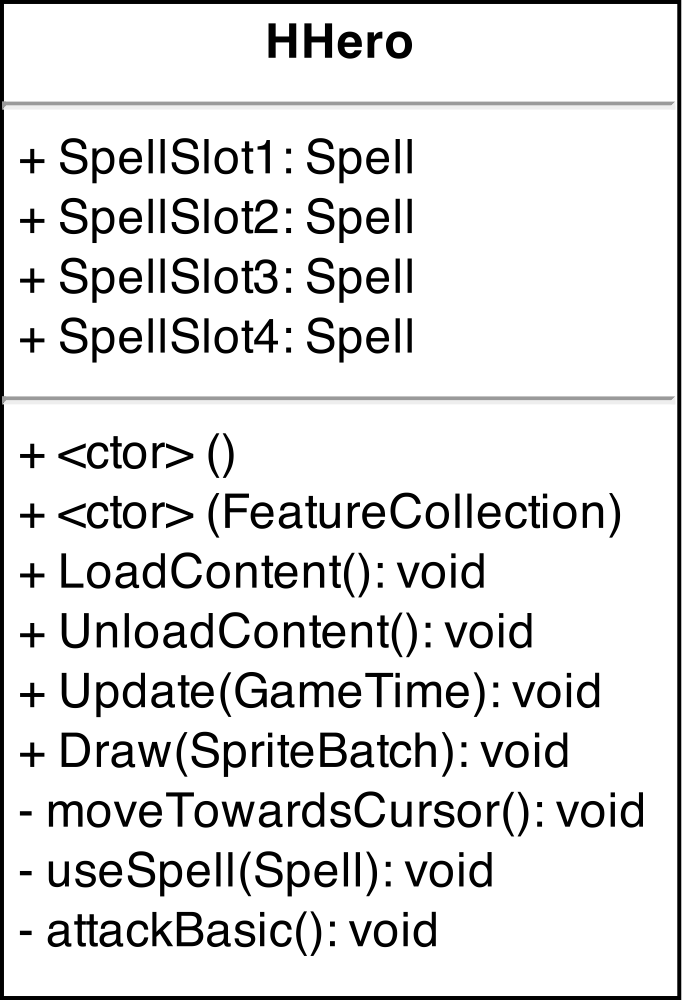 HHero
+ SpellSlot1: Spell
+ SpellSlot2: Spell
+ SpellSlot3: Spell
+ SpellSlot4: Spell
+ <ctor> ()
+ <ctor> (FeatureCollection)
+ LoadContent(): void
+ UnloadContent(): void
+ Update(GameTime): void
+ Draw(SpriteBatch): void
- moveTowardsCursor(): void
- useSpell(Spell): void
- attackBasic(): void